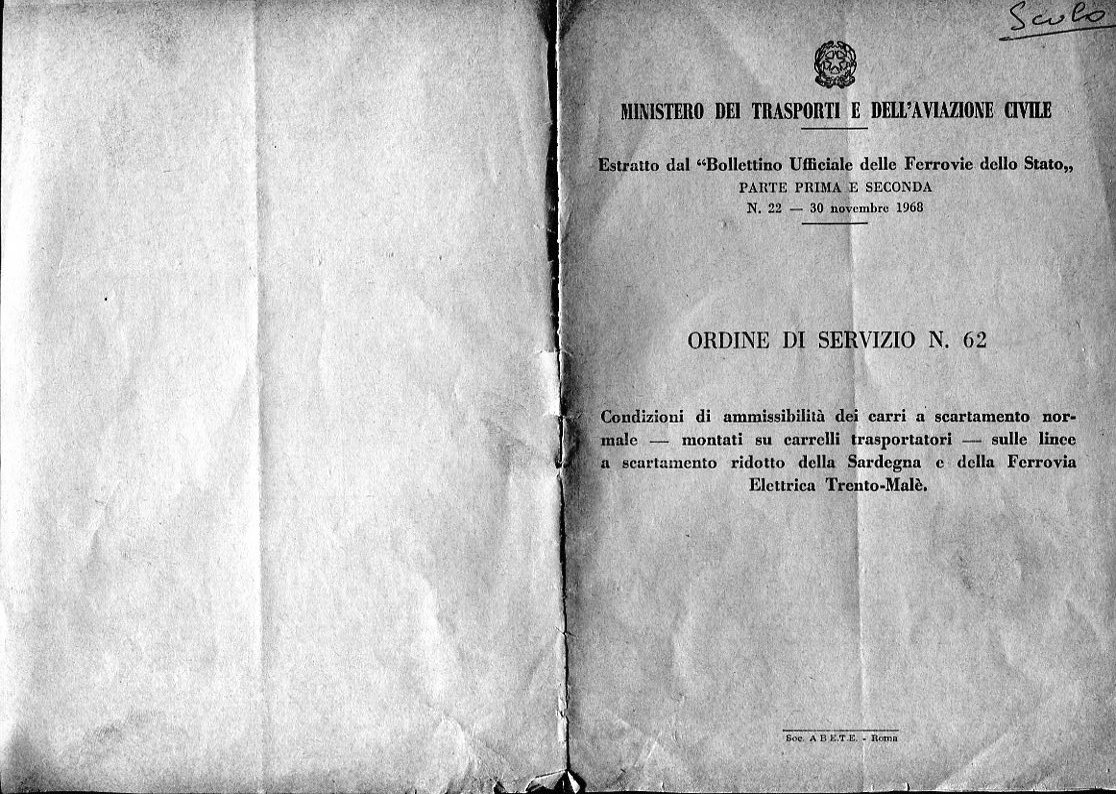 Scalo
MINISTERO DEI TRASPORTI E DELL'AVIAZIONE CIVILE
Estratto dal “Bollettino Ufficiale delle Ferrovie dello Stato„
PARTE PRIMA E SECONDA
N. 22 — 30 novembre 1968
ORDINE DI SERVIZIO N. 62
Condizioni di ammissibilità dei carri a scartamento nor-
male — montati su carrelli trasportatori — sulle linee
a scartamento ridotto della Sardegna e della Ferrovia
Elettrica Trento-Malè.
Soc. A B E.T.E. - Roma